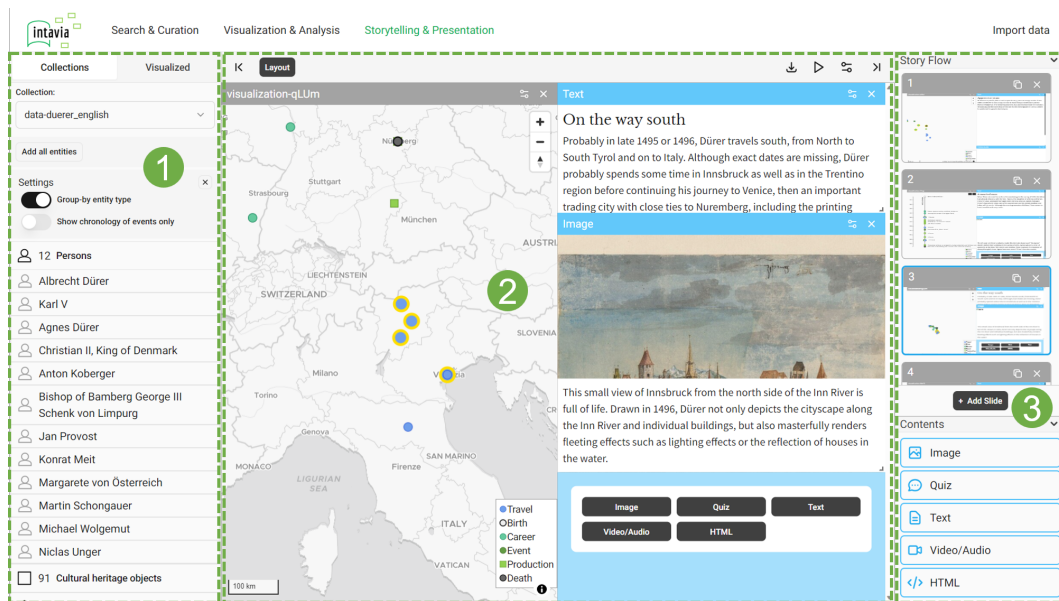 intavia
Search & Curation
Visualization & Analysis
Storytelling & Presentation
Import data
Collections
Visualized
Collection:
data-duerer_english
Add all entities
1
Settings
Group-by entity type
Show chronology of events only
12 Persons
Albrecht Dürer
Karl V
Agnes Dürer
Christian II, King of Denmark
Anton Koberger
Bishop of Bamberg George III
Schenk von Limpurg
Jan Provost
Konrat Meit
Margarete von Österreich
Martin Schongauer
Michael Wolgemut
Niclas Unger
91 Cultural heritage objects
Layout
visualization-qLUm
Nürnberg
Stuttgart
Strasbourg
München
AUSTRI
LIECHTENSTEIN
SWITZERLAND
2
SLOVENIA
Milano
Venezia
Torino
CR
Genova
SAN MARINO
MONACO
Firenze
LIGURIAN
SEA
ITALY
VATICAN
Travel
Birth
Career
Event
Production
Death
100 km
Text
On the way south
Probably in late 1495 or 1496, Dürer travels south, from North to
South Tyrol and on to Italy. Although exact dates are missing, Dürer
probably spends some time in Innsbruck as well as in the Trentino
region before continuing his journey to Venice, then an important
trading city with close ties to Nuremberg, including the printing
Image
This small view of Innsbruck from the north side of the Inn River is
full of life. Drawn in 1496, Dürer not only depicts the cityscape along
the Inn River and individual buildings, but also masterfully renders
fleeting effects such as lighting effects or the reflection of houses in
the water.
Image
Quiz
Text
Video/Audio
HTML
Story Flow
1
2
3
4
+ Add Slide
3
Contents
Image
Quiz
Text
Video/Audio
HTML